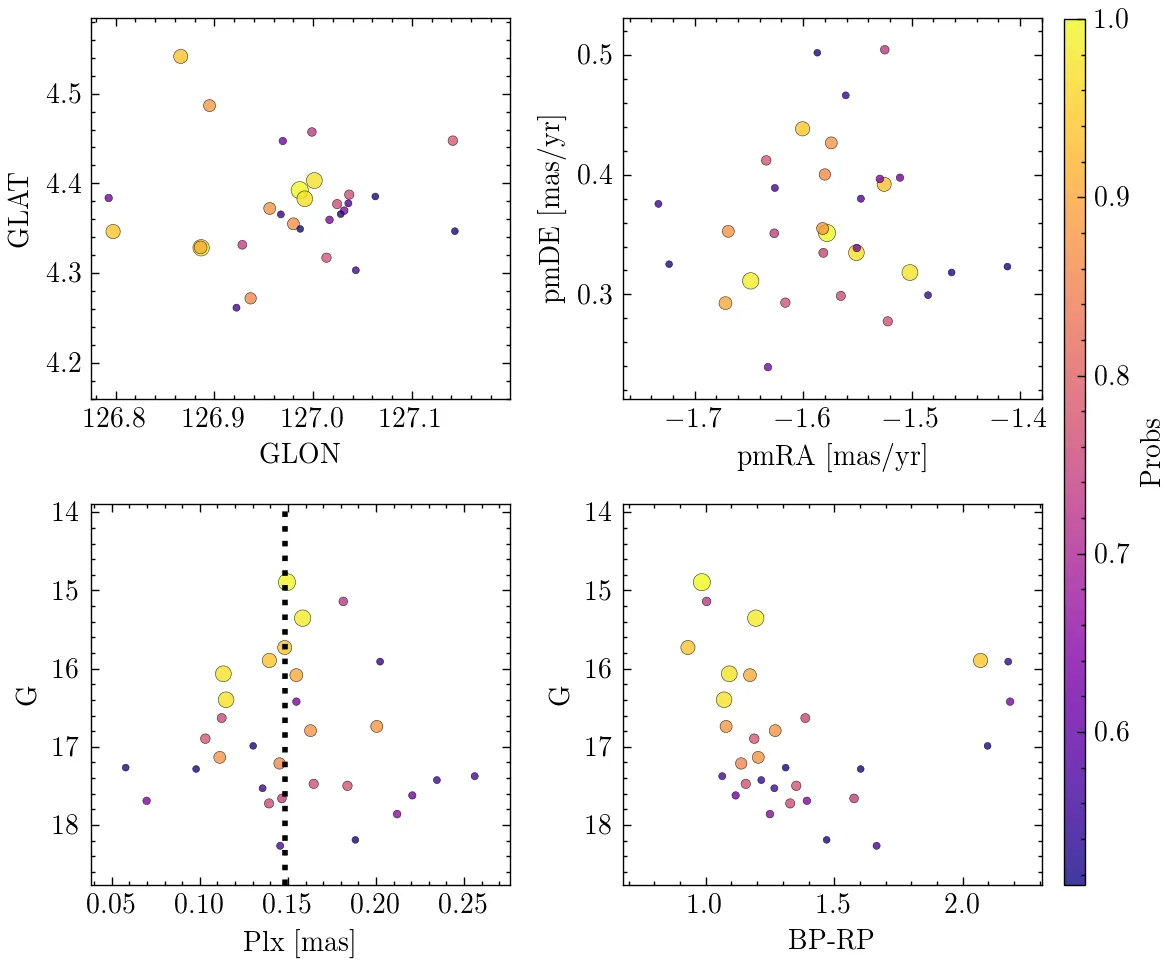 4.5
4.4
4.3
4.2
GLAT
126.8 126.9 127.0 127.1
GLON
0.5
0.4
0.3
pmDE [mas/yr]
−1.7 −1.6 −1.5 −1.4
pmRA [mas/yr]
1.0
0.9
0.8
0.7
0.6
Probs
14
15
16
17
18
G
0.05 0.10 0.15 0.20 0.25
Plx [mas]
14
15
16
17
18
G
1.0 1.5 2.0
BP-RP